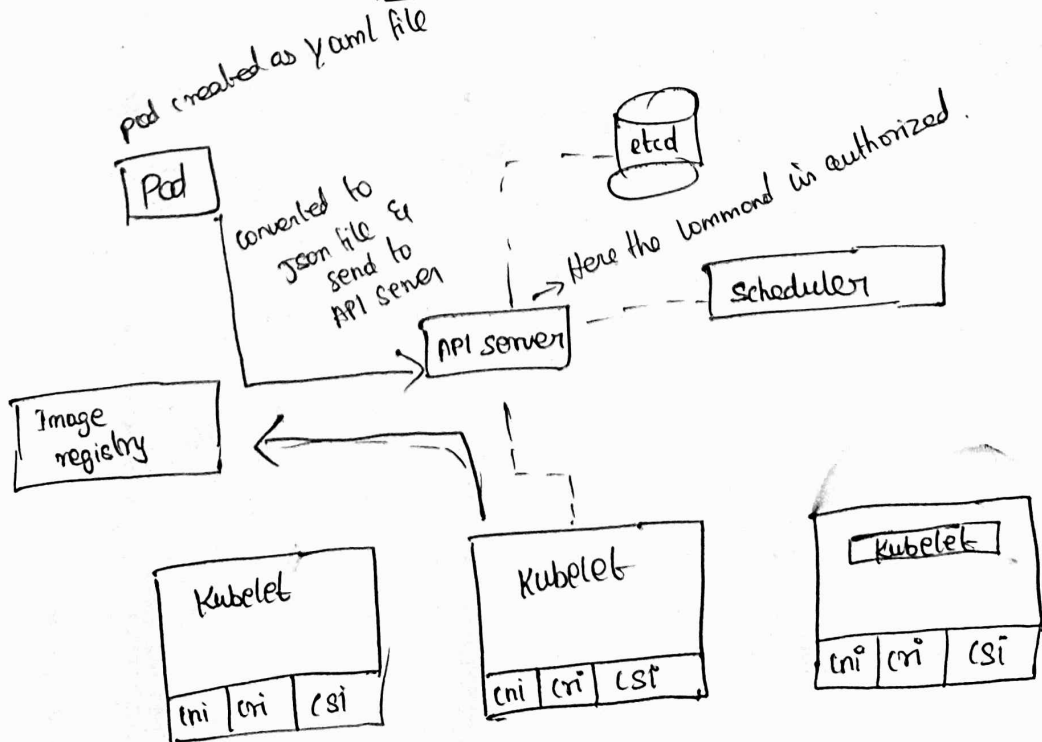 pod created as Yaml file
Pod
converted to
Json file &
send to
API server
etcd
Here the command is authorized.
API server
scheduler
Image
registry
Kubelet
cni cri CSi
Kubelet
cni cri CSi
Kubelet
cni cri CSi